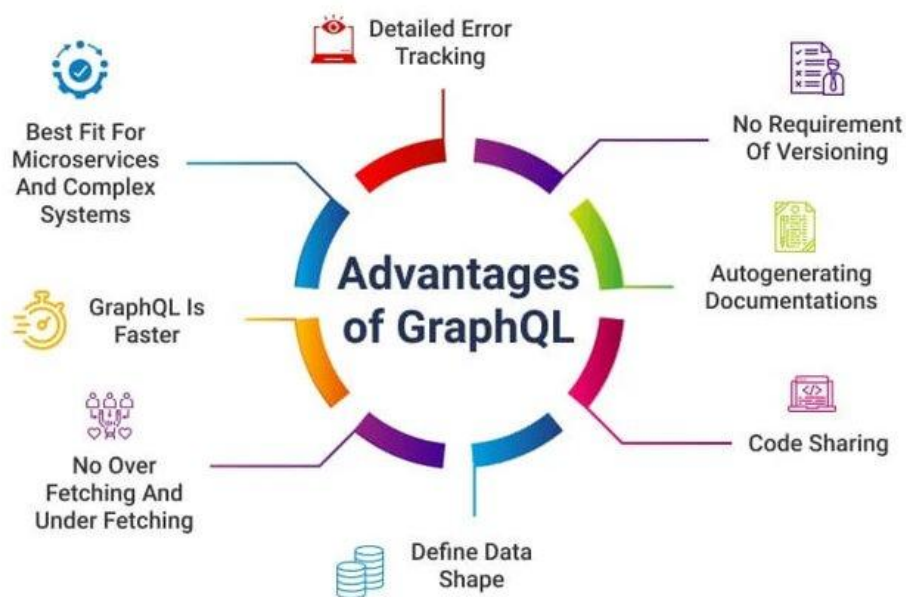 Detailed Error
Tracking
No Requirement
Of Versioning
Autogenerating
Documentations
Code Sharing
Define Data
Shape
No Over
Fetching And
Under Fetching
GraphQL Is
Faster
Best Fit For
Microservices
And Complex
Systems
Advantages
of GraphQL